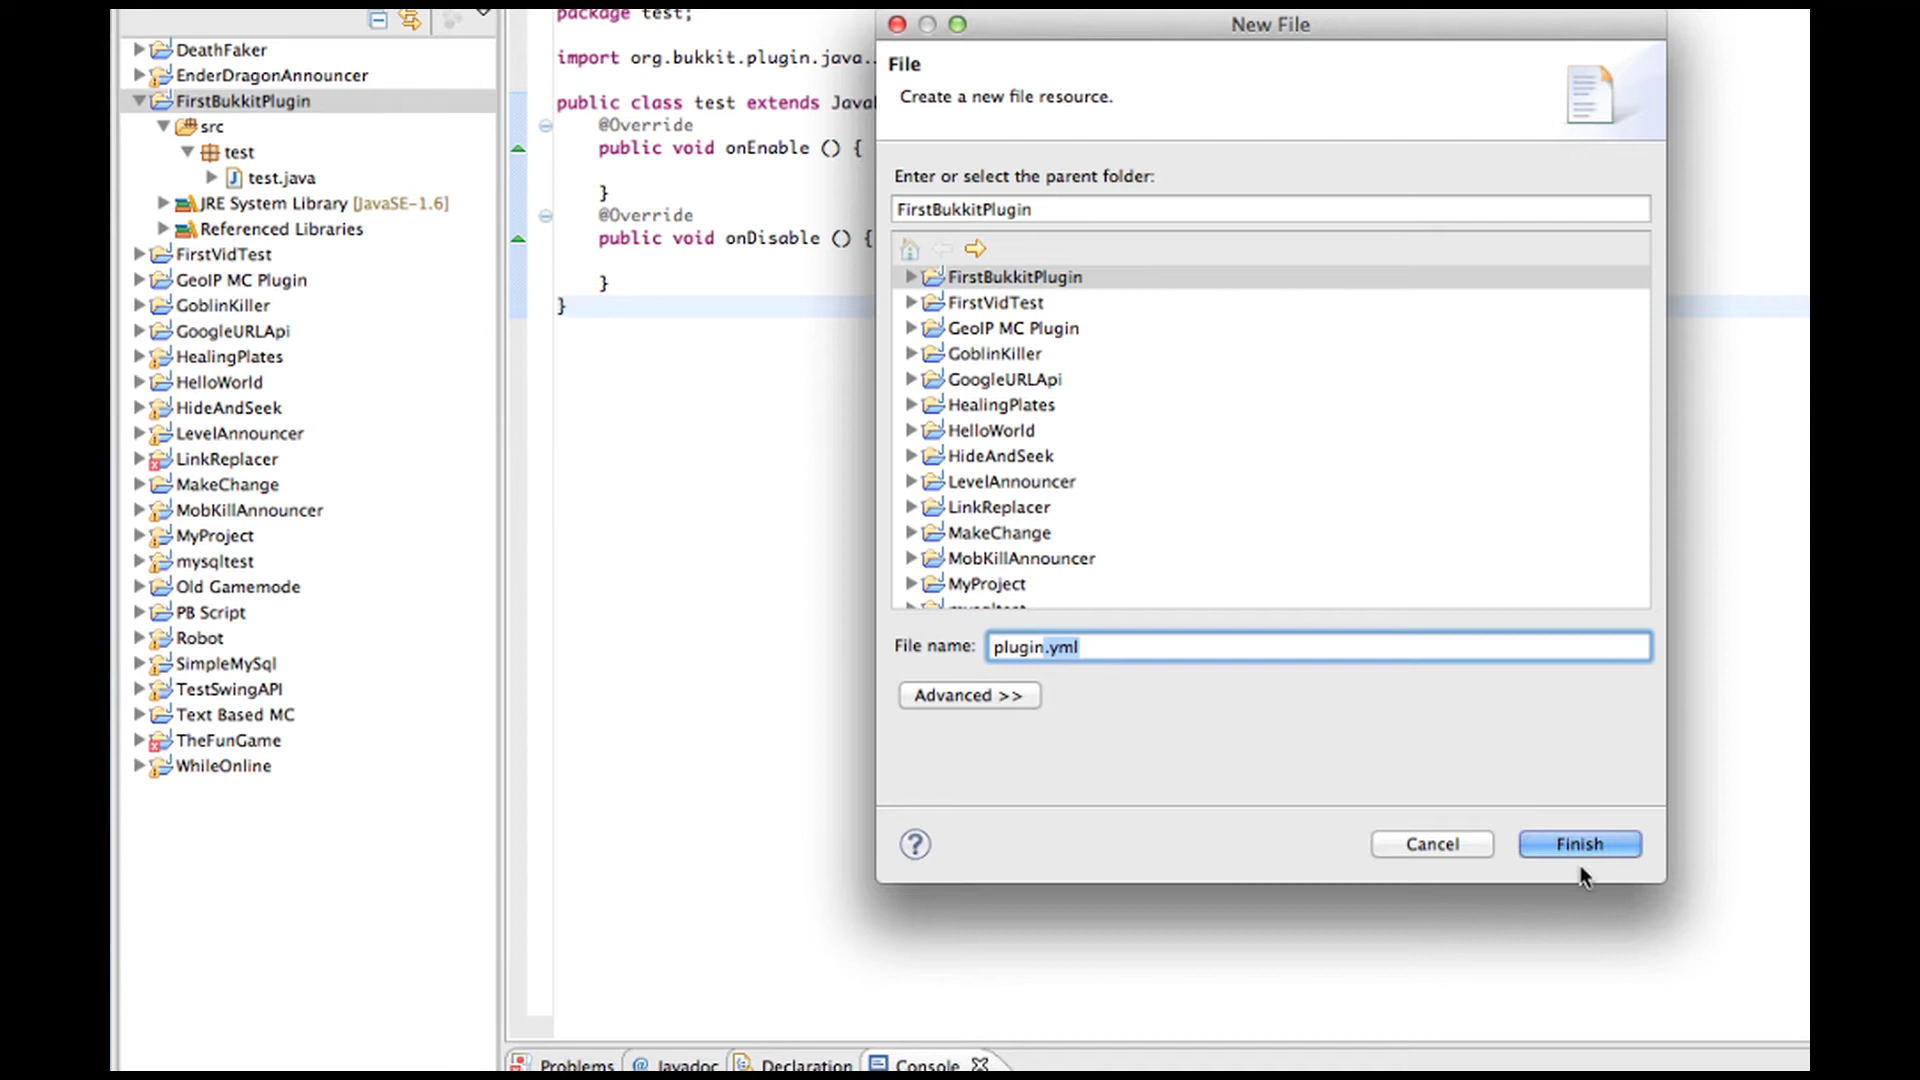 DeathFaker
EnderDragonAnnouncer
FirstBukkitPlugin
src
test
test.java
JRE System Library [JavaSE-1.6]
Referenced Libraries
FirstVidTest
GeoIP MC Plugin
GoblinKiller
GoogleURLApi
HealingPlates
HelloWorld
HideAndSeek
LevelAnnouncer
LinkReplacer
MakeChange
MobKillAnnouncer
MyProject
mysqltest
Old Gamemode
PB Script
Robot
SimpleMySql
TestSwingAPI
Text Based MC
TheFunGame
WhileOnline
package test;
import org.bukkit.plugin.java.
public class test extends Java
@Override
public void onEnable () {
}
@Override
public void onDisable () {
}
}
New File
File
Create a new file resource.
Enter or select the parent folder:
FirstBukkitPlugin
FirstBukkitPlugin
FirstVidTest
GeoIP MC Plugin
GoblinKiller
GoogleURLApi
HealingPlates
HelloWorld
HideAndSeek
LevelAnnouncer
LinkReplacer
MakeChange
MobKillAnnouncer
MyProject
mysqltest
File name: plugin.yml
Advanced >>
?
Cancel Finish
Problems @ Javadoc Declaration Console